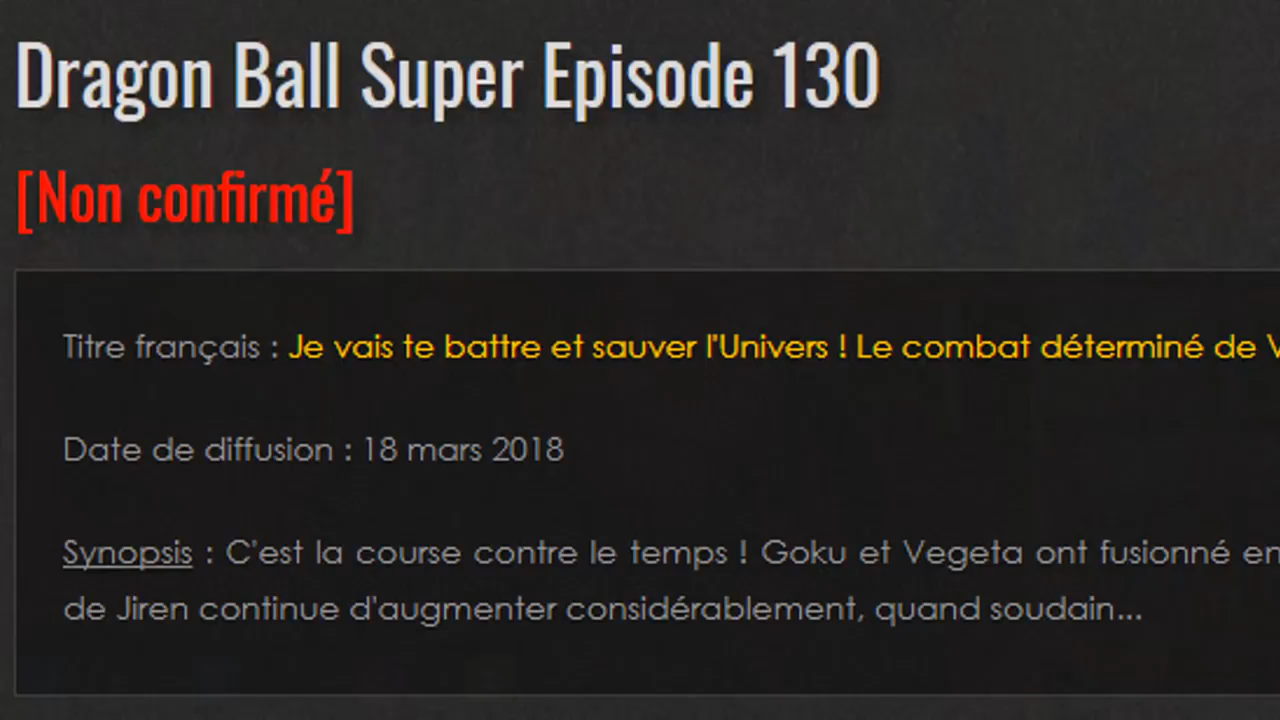 Dragon Ball Super Episode 130
[Non confirmé]
Titre français : Je vais te battre et sauver l'Univers ! Le combat déterminé de
Date de diffusion : 18 mars 2018
Synopsis : C'est la course contre le temps ! Goku et Vegeta ont fusionné en
de Jiren continue d'augmenter considérablement, quand soudain...